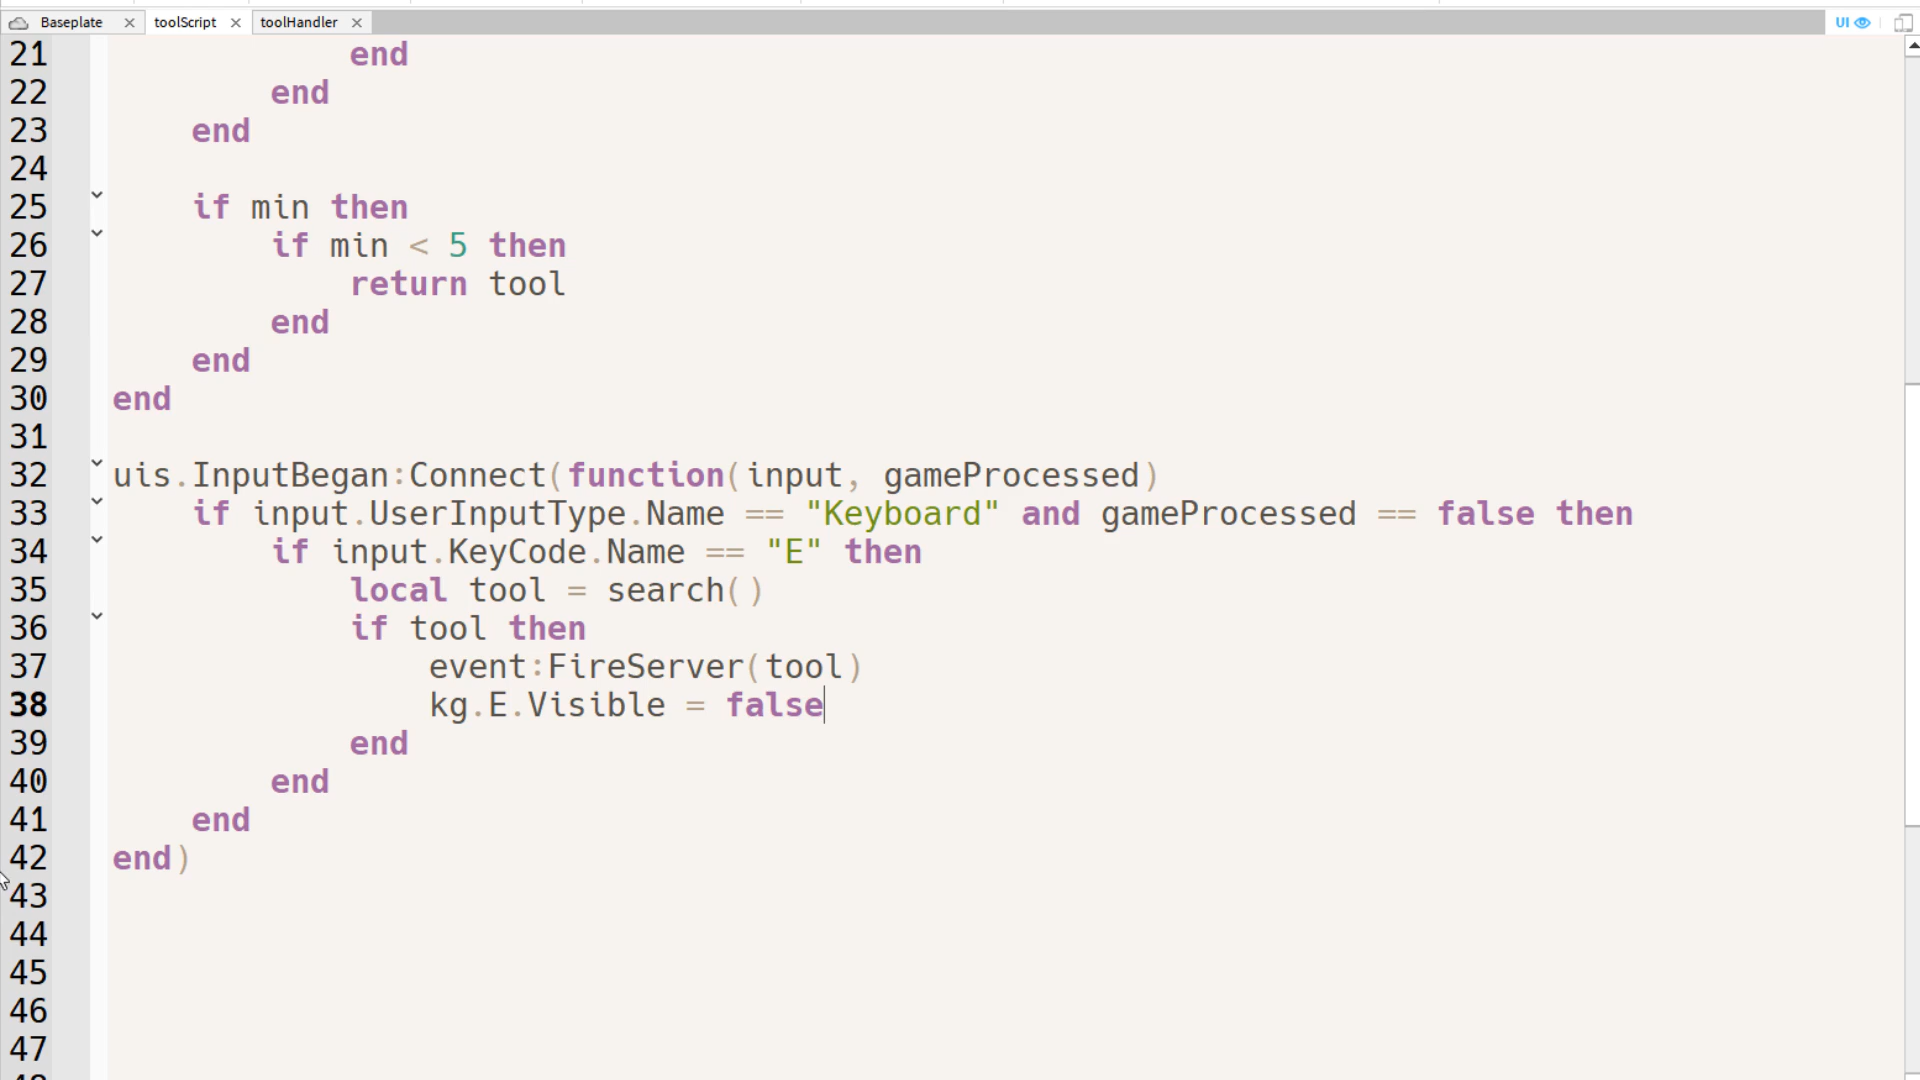 Baseplate × toolScript × toolHandler × UI
21 end
22 end
23 end
24
25 if min then
26 if min < 5 then
27 return tool
28 end
29 end
30 end
31
32 uis.InputBegan:Connect(function(input, gameProcessed)
33 if input.UserInputType.Name == "Keyboard" and gameProcessed == false then
34 if input.KeyCode.Name == "E" then
35 local tool = search()
36 if tool then
37 event:FireServer(tool)
38 kg.E.Visible = false
39 end
40 end
41 end
42 end)
43
44
45
46
47